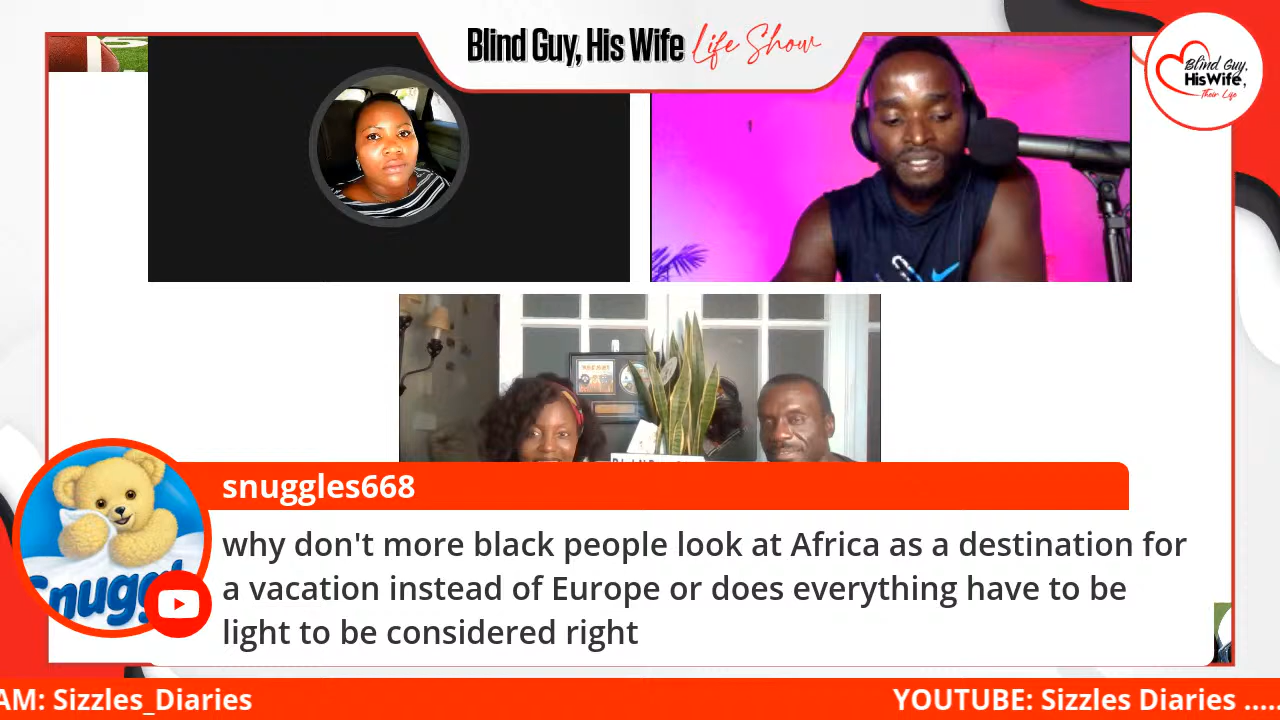 Blind Guy, His Wife Life Show
Blind Guy,
His Wife,
Their Life
snuggles668
why don't more black people look at Africa as a destination for
a vacation instead of Europe or does everything have to be
light to be considered right
Snuggl
AM: Sizzles_Diaries
YOUTUBE: Sizzles Diaries .....